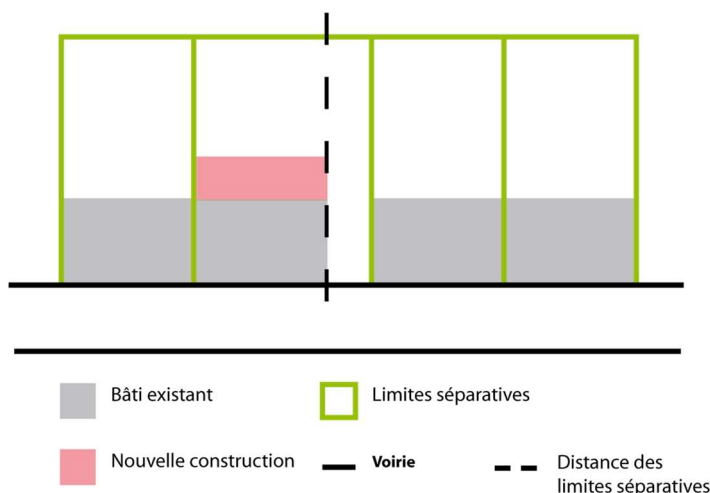 Bâti existant
Limites séparatives
Nouvelle construction
Voirie
Distance des
limites séparatives